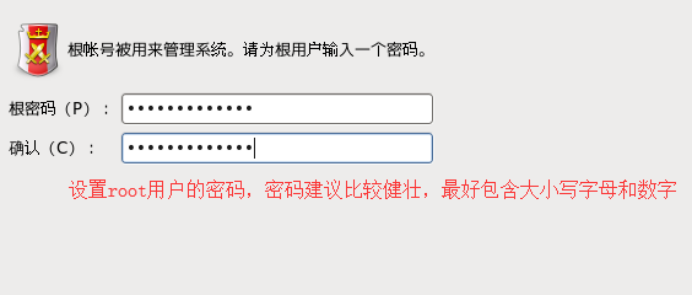 根帐号被用来管理系统。请为根用户输入一个密码。
根密码（P）：
确认（C）：
设置root用户的密码，密码建议比较健壮，最好包含大小写字母和数字